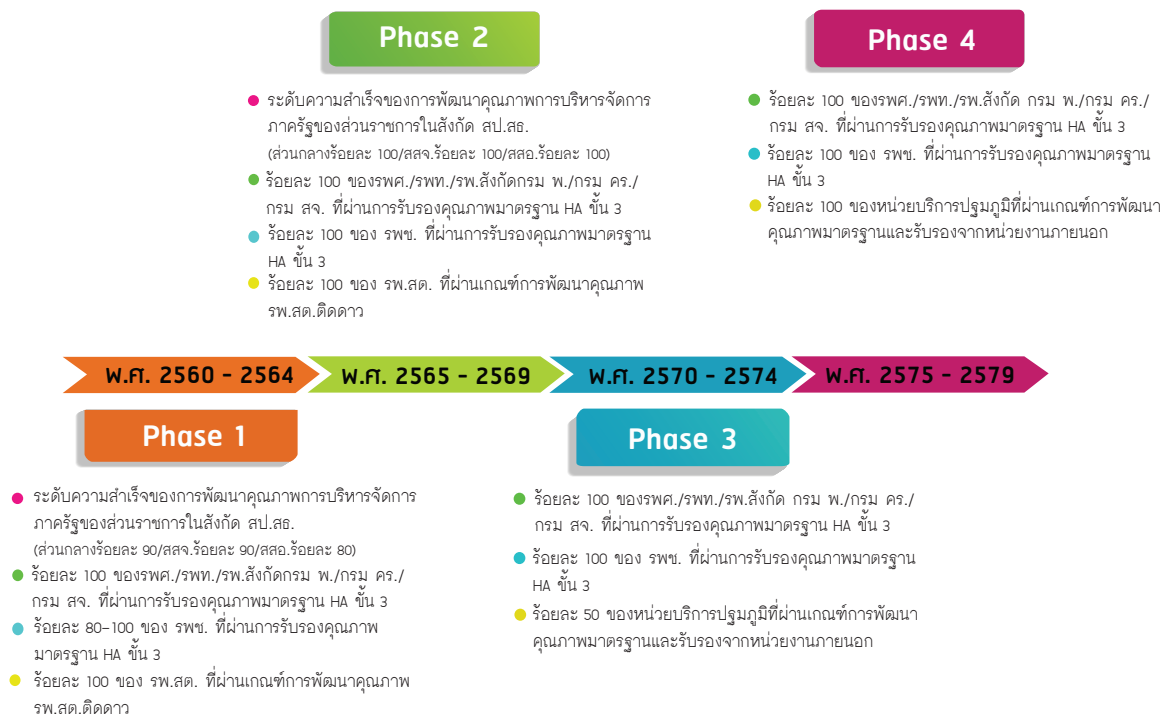 Phase 2
ระดับความสำเร็จของการพัฒนาคุณภาพการบริหารจัดการ
ภาครัฐของส่วนราชการในสังกัด สป.สธ.
(ส่วนกลางร้อยละ 100/สสจ.ร้อยละ 100/สสอ.ร้อยละ 100)
ร้อยละ 100 ของรพศ./รพท./รพ.สังกัดกรม พ./กรม คร./
กรม สจ. ที่ผ่านการรับรองคุณภาพมาตรฐาน HA ขั้น 3
ร้อยละ 100 ของ รพช. ที่ผ่านการรับรองคุณภาพมาตรฐาน
HA ขั้น 3
ร้อยละ 100 ของ รพ.สต. ที่ผ่านเกณฑ์การพัฒนาคุณภาพ
รพ.สต.ติดดาว
Phase 4
ร้อยละ 100 ของรพศ./รพท./รพ.สังกัด กรม พ./กรม คร./
กรม สจ. ที่ผ่านการรับรองคุณภาพมาตรฐาน HA ขั้น 3
ร้อยละ 100 ของ รพช. ที่ผ่านการรับรองคุณภาพมาตรฐาน
HA ขั้น 3
ร้อยละ 100 ของหน่วยบริการปฐมภูมิที่ผ่านเกณฑ์การพัฒนา
คุณภาพมาตรฐานและรับรองจากหน่วยงานภายนอก
พ.ศ. 2560 - 2564
พ.ศ. 2565 - 2569
พ.ศ. 2570 - 2574
พ.ศ. 2575 - 2579
Phase 1
ระดับความสำเร็จของการพัฒนาคุณภาพการบริหารจัดการ
ภาครัฐของส่วนราชการในสังกัด สป.สธ.
(ส่วนกลางร้อยละ 90/สสจ.ร้อยละ 90/สสอ.ร้อยละ 80)
ร้อยละ 100 ของรพศ./รพท./รพ.สังกัดกรม พ./กรม คร./
กรม สจ. ที่ผ่านการรับรองคุณภาพมาตรฐาน HA ขั้น 3
ร้อยละ 80-100 ของ รพช. ที่ผ่านการรับรองคุณภาพ
มาตรฐาน HA ขั้น 3
ร้อยละ 100 ของ รพ.สต. ที่ผ่านเกณฑ์การพัฒนาคุณภาพ
รพ.สต.ติดดาว
Phase 3
ร้อยละ 100 ของรพศ./รพท./รพ.สังกัด กรม พ./กรม คร./
กรม สจ. ที่ผ่านการรับรองคุณภาพมาตรฐาน HA ขั้น 3
ร้อยละ 100 ของ รพช. ที่ผ่านการรับรองคุณภาพมาตรฐาน
HA ขั้น 3
ร้อยละ 50 ของหน่วยบริการปฐมภูมิที่ผ่านเกณฑ์การพัฒนา
คุณภาพมาตรฐานและรับรองจากหน่วยงานภายนอก